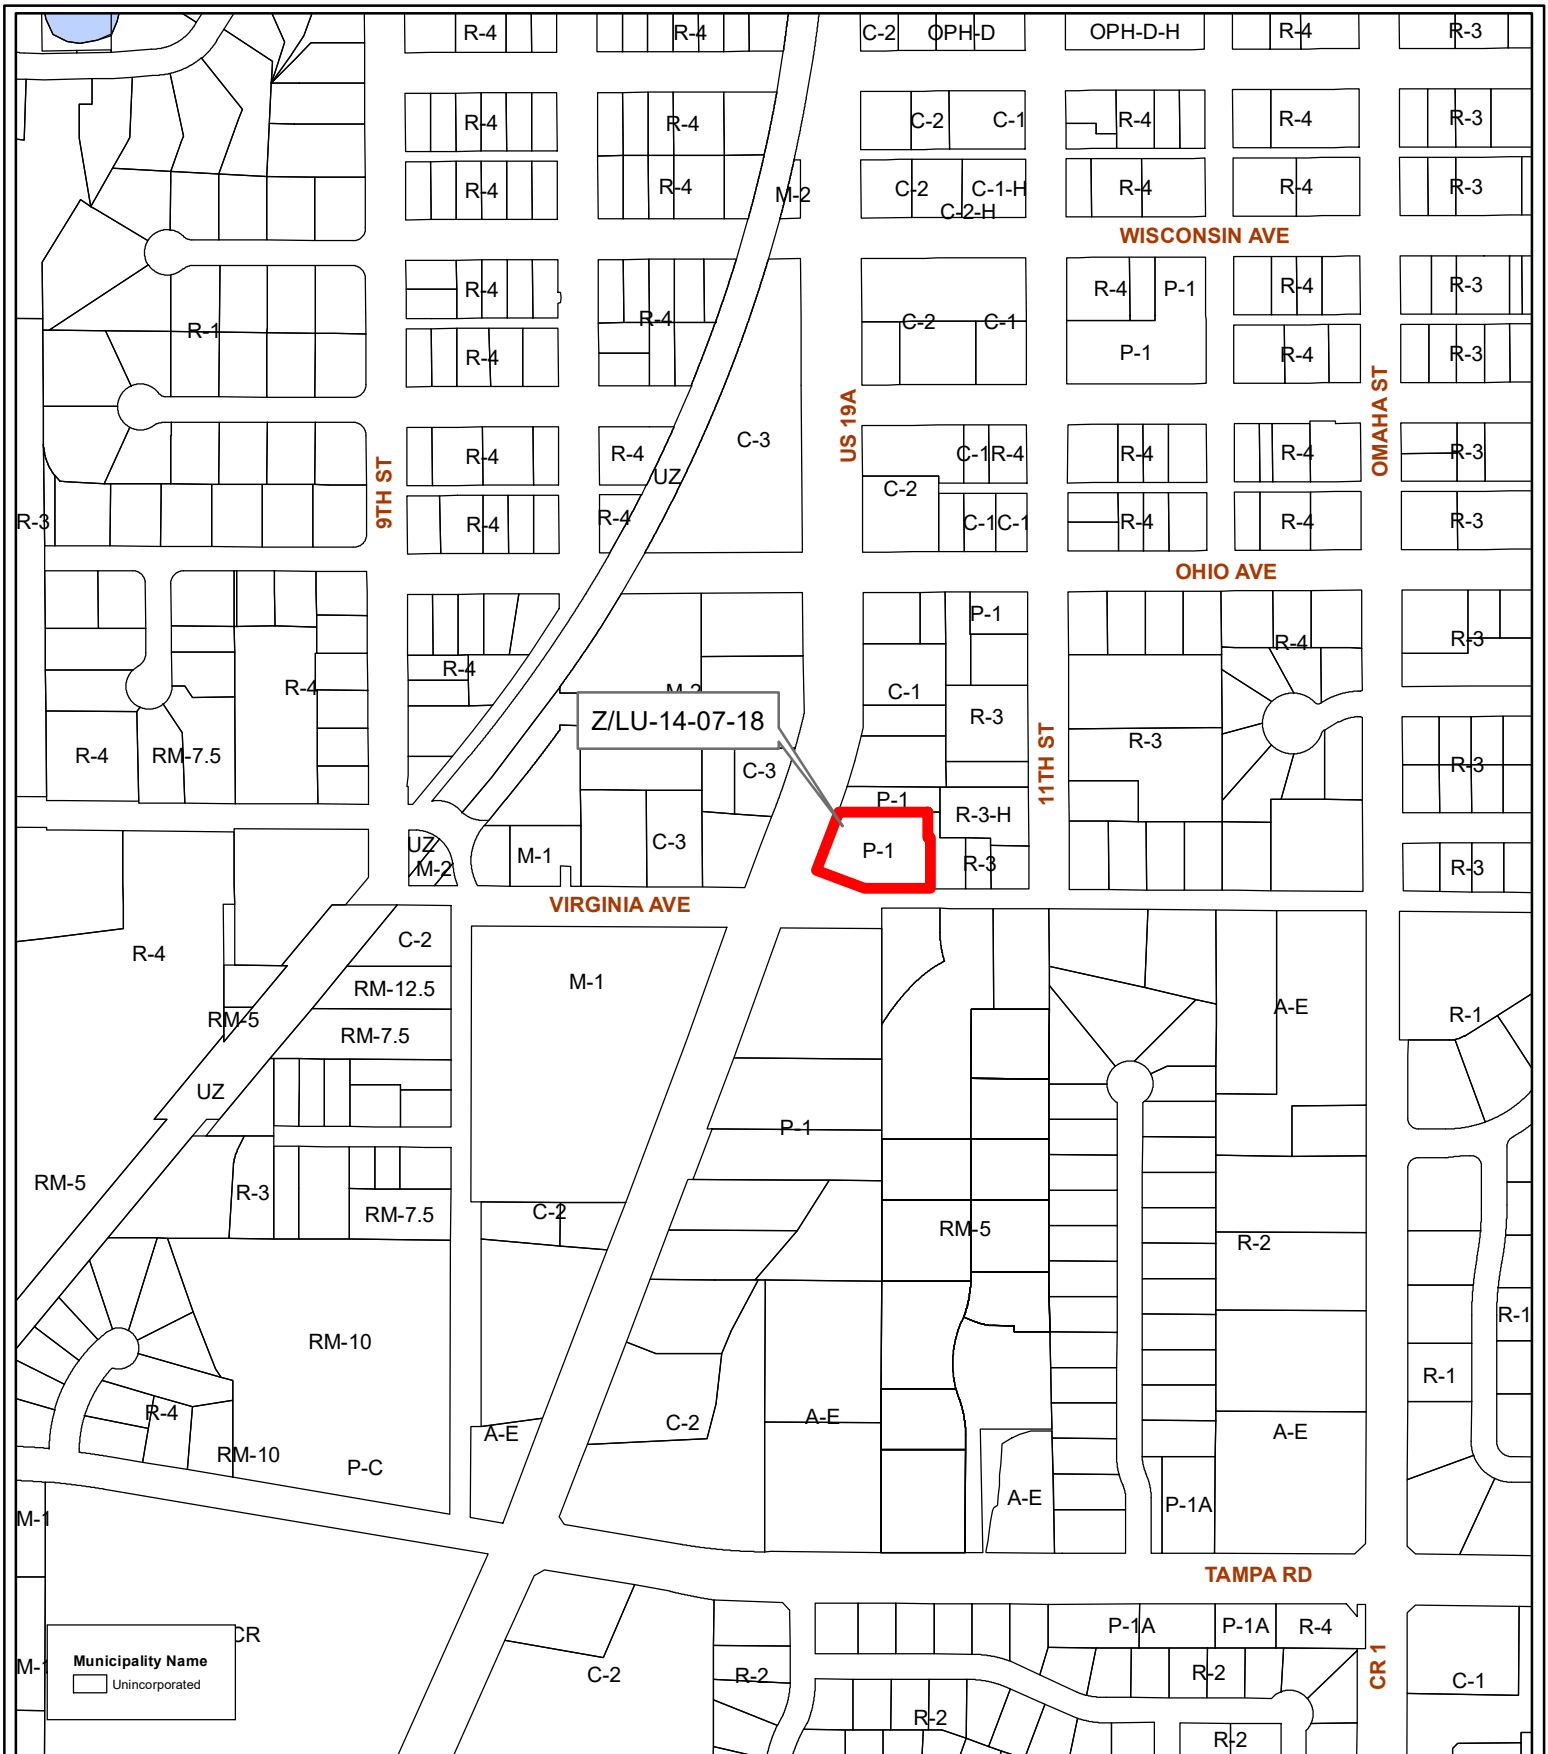 R-4
R-4
C-2
OPH-D
OPH-D-H
R-4
R-3
R-4
R-4
C-2
C-1
R-4
R-4
R-3
R-4
R-4
M-2
C-2
C-1-H
C-2-H
R-4
R-4
R-3
WISCONSIN AVE
R-4
R-4
P-1
R-4
R-3
R-1
R-4
C-2
C-1
R-4
P-1
R-4
R-3
US 19A
OMAHA ST
9TH ST
R-4
R-4
UZ
C-3
C-1
R-4
R-4
R-4
R-3
C-2
R-3
R-4
R-4
C-1
C-1
R-4
R-4
R-3
OHIO AVE
P-1
R-4
R-3
R-4
R-4
M-2
C-1
R-3
Z/LU-14-07-18
R-3
11TH ST
R-4
RM-7.5
C-3
R-3
P-1
R-3-H
UZ
M-2
M-1
C-3
P-1
R-3
R-3
VIRGINIA AVE
R-4
C-2
M-1
RM-12.5
RM-5
RM-7.5
A-E
R-1
UZ
P-1
RM-5
R-3
RM-7.5
C-2
RM-5
R-2
RM-10
R-1
R-1
R-4
RM-10
P-C
A-E
C-2
A-E
A-E
A-E
P-1A
M-1
TAMPA RD
CR
P-1A
P-1A
R-4
M-1
C-2
R-2
R-2
CR 1
C-1
R-2
R-2
Municipality Name
Unincorporated